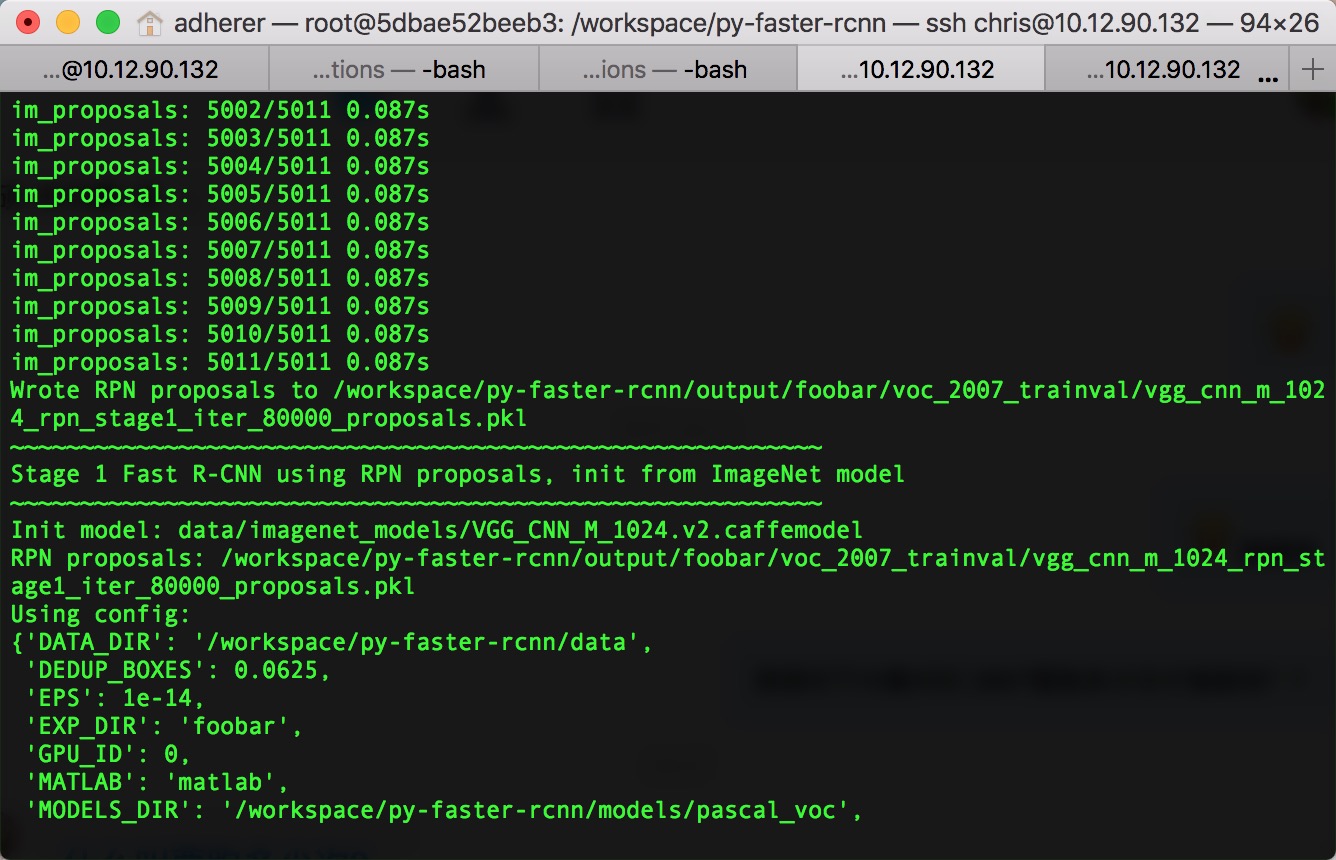 adherer — root@5dbae52beeb3: /workspace/py-faster-rcnn — ssh chris@10.12.90.132 — 94×26
...@10.12.90.132 ...tions — -bash ...ions — -bash ...10.12.90.132 ...10.12.90.132 ... +
im_proposals: 5002/5011 0.087s
im_proposals: 5003/5011 0.087s
im_proposals: 5004/5011 0.087s
im_proposals: 5005/5011 0.087s
im_proposals: 5006/5011 0.087s
im_proposals: 5007/5011 0.087s
im_proposals: 5008/5011 0.087s
im_proposals: 5009/5011 0.087s
im_proposals: 5010/5011 0.087s
im_proposals: 5011/5011 0.087s
Wrote RPN proposals to /workspace/py-faster-rcnn/output/foobar/voc_2007_trainval/vgg_cnn_m_102
4_rpn_stage1_iter_80000_proposals.pkl
~~~~~~~~~~~~~~~~~~~~~~~~~~~~~~~~~~~~~~~~~~~~~~~~~~~~~~~~~~
Stage 1 Fast R-CNN using RPN proposals, init from ImageNet model
~~~~~~~~~~~~~~~~~~~~~~~~~~~~~~~~~~~~~~~~~~~~~~~~~~~~~~~~~~
Init model: data/imagenet_models/VGG_CNN_M_1024.v2.caffemodel
RPN proposals: /workspace/py-faster-rcnn/output/foobar/voc_2007_trainval/vgg_cnn_m_1024_rpn_st
age1_iter_80000_proposals.pkl
Using config:
{'DATA_DIR': '/workspace/py-faster-rcnn/data',
 'DEDUP_BOXES': 0.0625,
 'EPS': 1e-14,
 'EXP_DIR': 'foobar',
 'GPU_ID': 0,
 'MATLAB': 'matlab',
 'MODELS_DIR': '/workspace/py-faster-rcnn/models/pascal_voc',